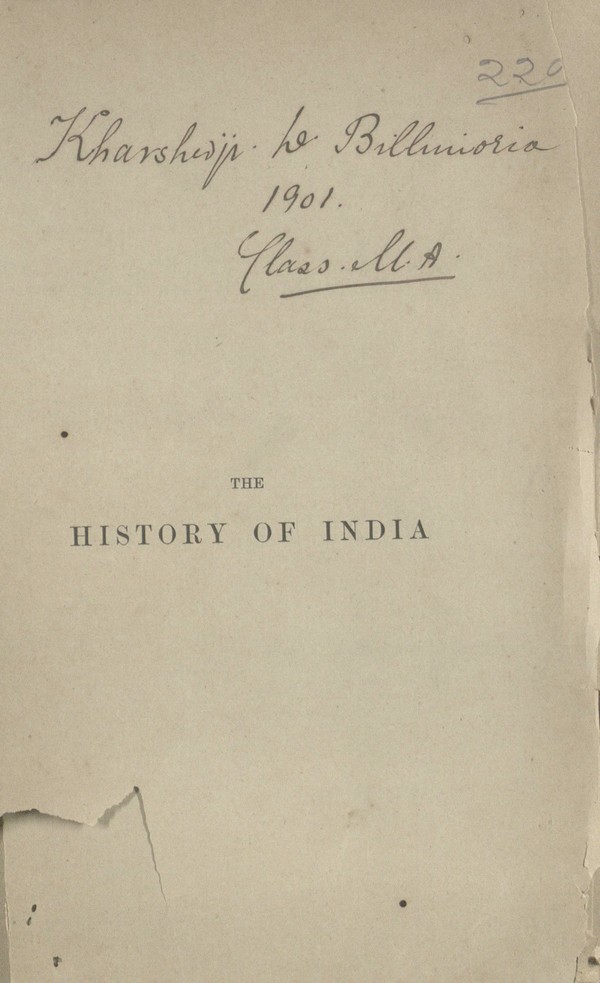 220
Kharshedji. D. Billimoria
1901.
Class. M. A.
THE
HISTORY OF INDIA